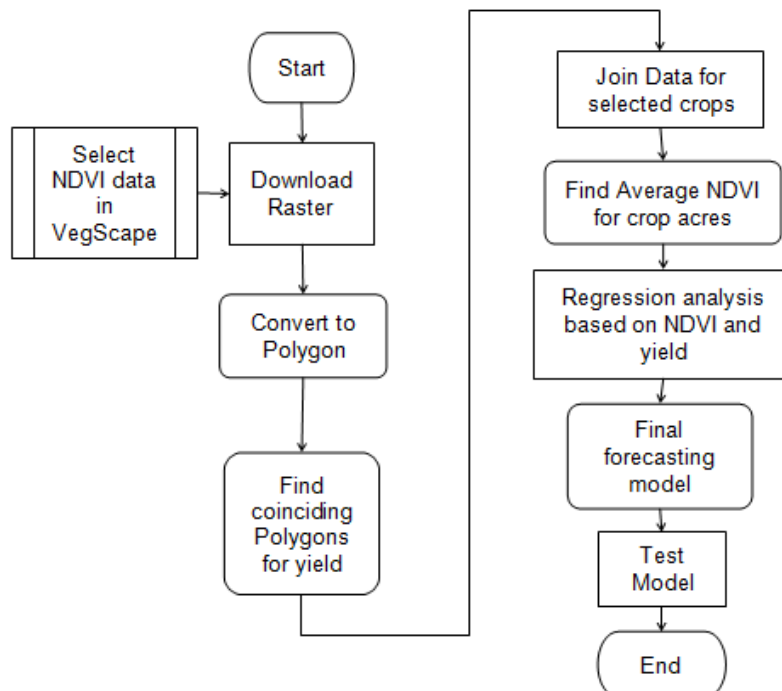 Start
Select
NDVI data
in
VegScape
Download
Raster
Convert to
Polygon
Find
coinciding
Polygons
for yield
Join Data for
selected crops
Find Average NDVI
for crop acres
Regression analysis
based on NDVI and
yield
Final
forecasting
model
Test
Model
End